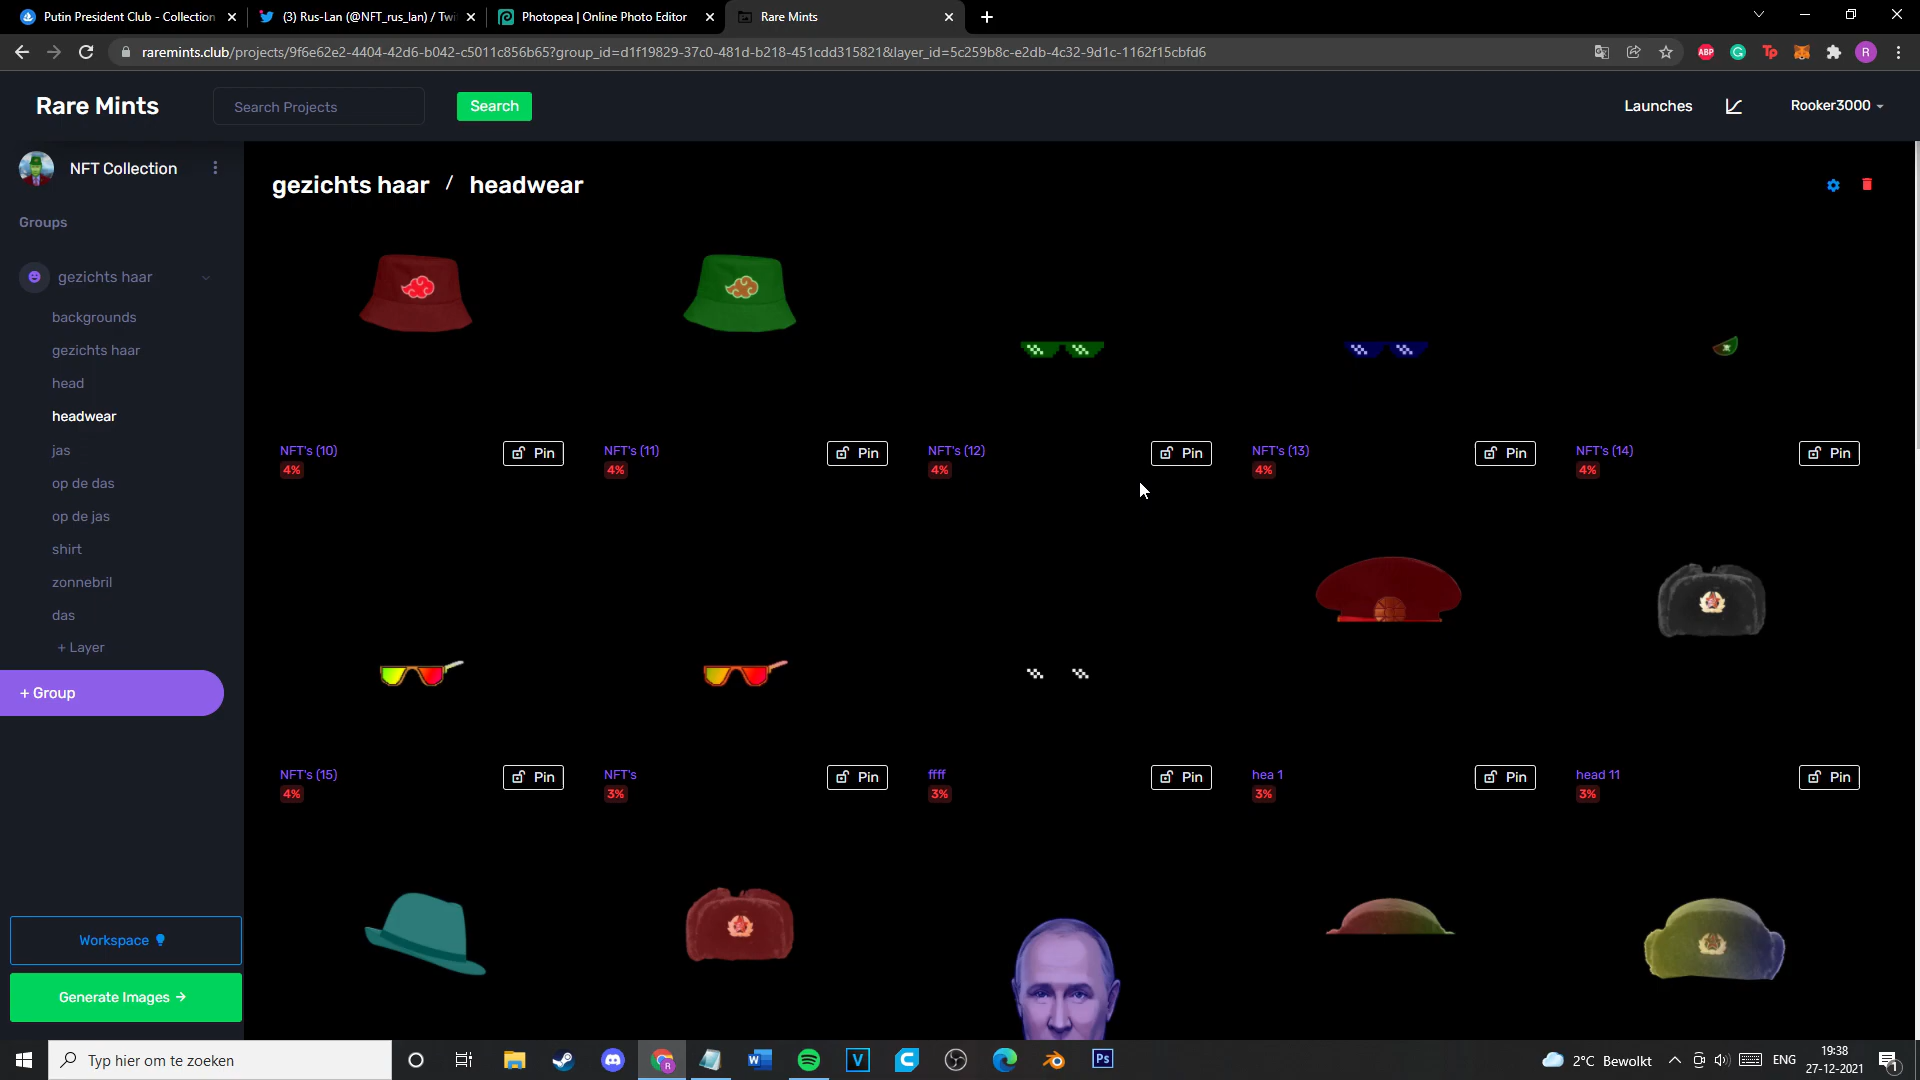 Putin President Club - Collection
(3) Rus-Lan (@NFT_rus_lan) / Twi
Photopea | Online Photo Editor
Rare Mints
raremints.club/projects/9f6e62e2-4404-42d6-b042-c5011c856b65?group_id=d1f19829-37c0-481d-b218-451cdd315821&layer_id=5c259b8c-e2db-4c32-9d1c-1162f15cbfd6
ABP
Tp
R
Rare Mints
Search Projects
Search
Launches
Rooker3000
NFT Collection
Groups
gezichts haar
backgrounds
gezichts haar
head
headwear
jas
op de das
op de jas
shirt
zonnebril
das
+ Layer
+ Group
Workspace
Generate Images →
gezichts haar / headwear
NFT's (10)
4%
Pin
NFT's (11)
4%
Pin
NFT's (12)
4%
Pin
NFT's (13)
4%
Pin
NFT's (14)
4%
Pin
NFT's (15)
4%
Pin
NFT's
3%
Pin
ffff
3%
Pin
hea 1
3%
Pin
head 11
3%
Pin
Typ hier om te zoeken
R
W
V
Ps
2°C Bewolkt
ENG
19:38
27-12-2021
1